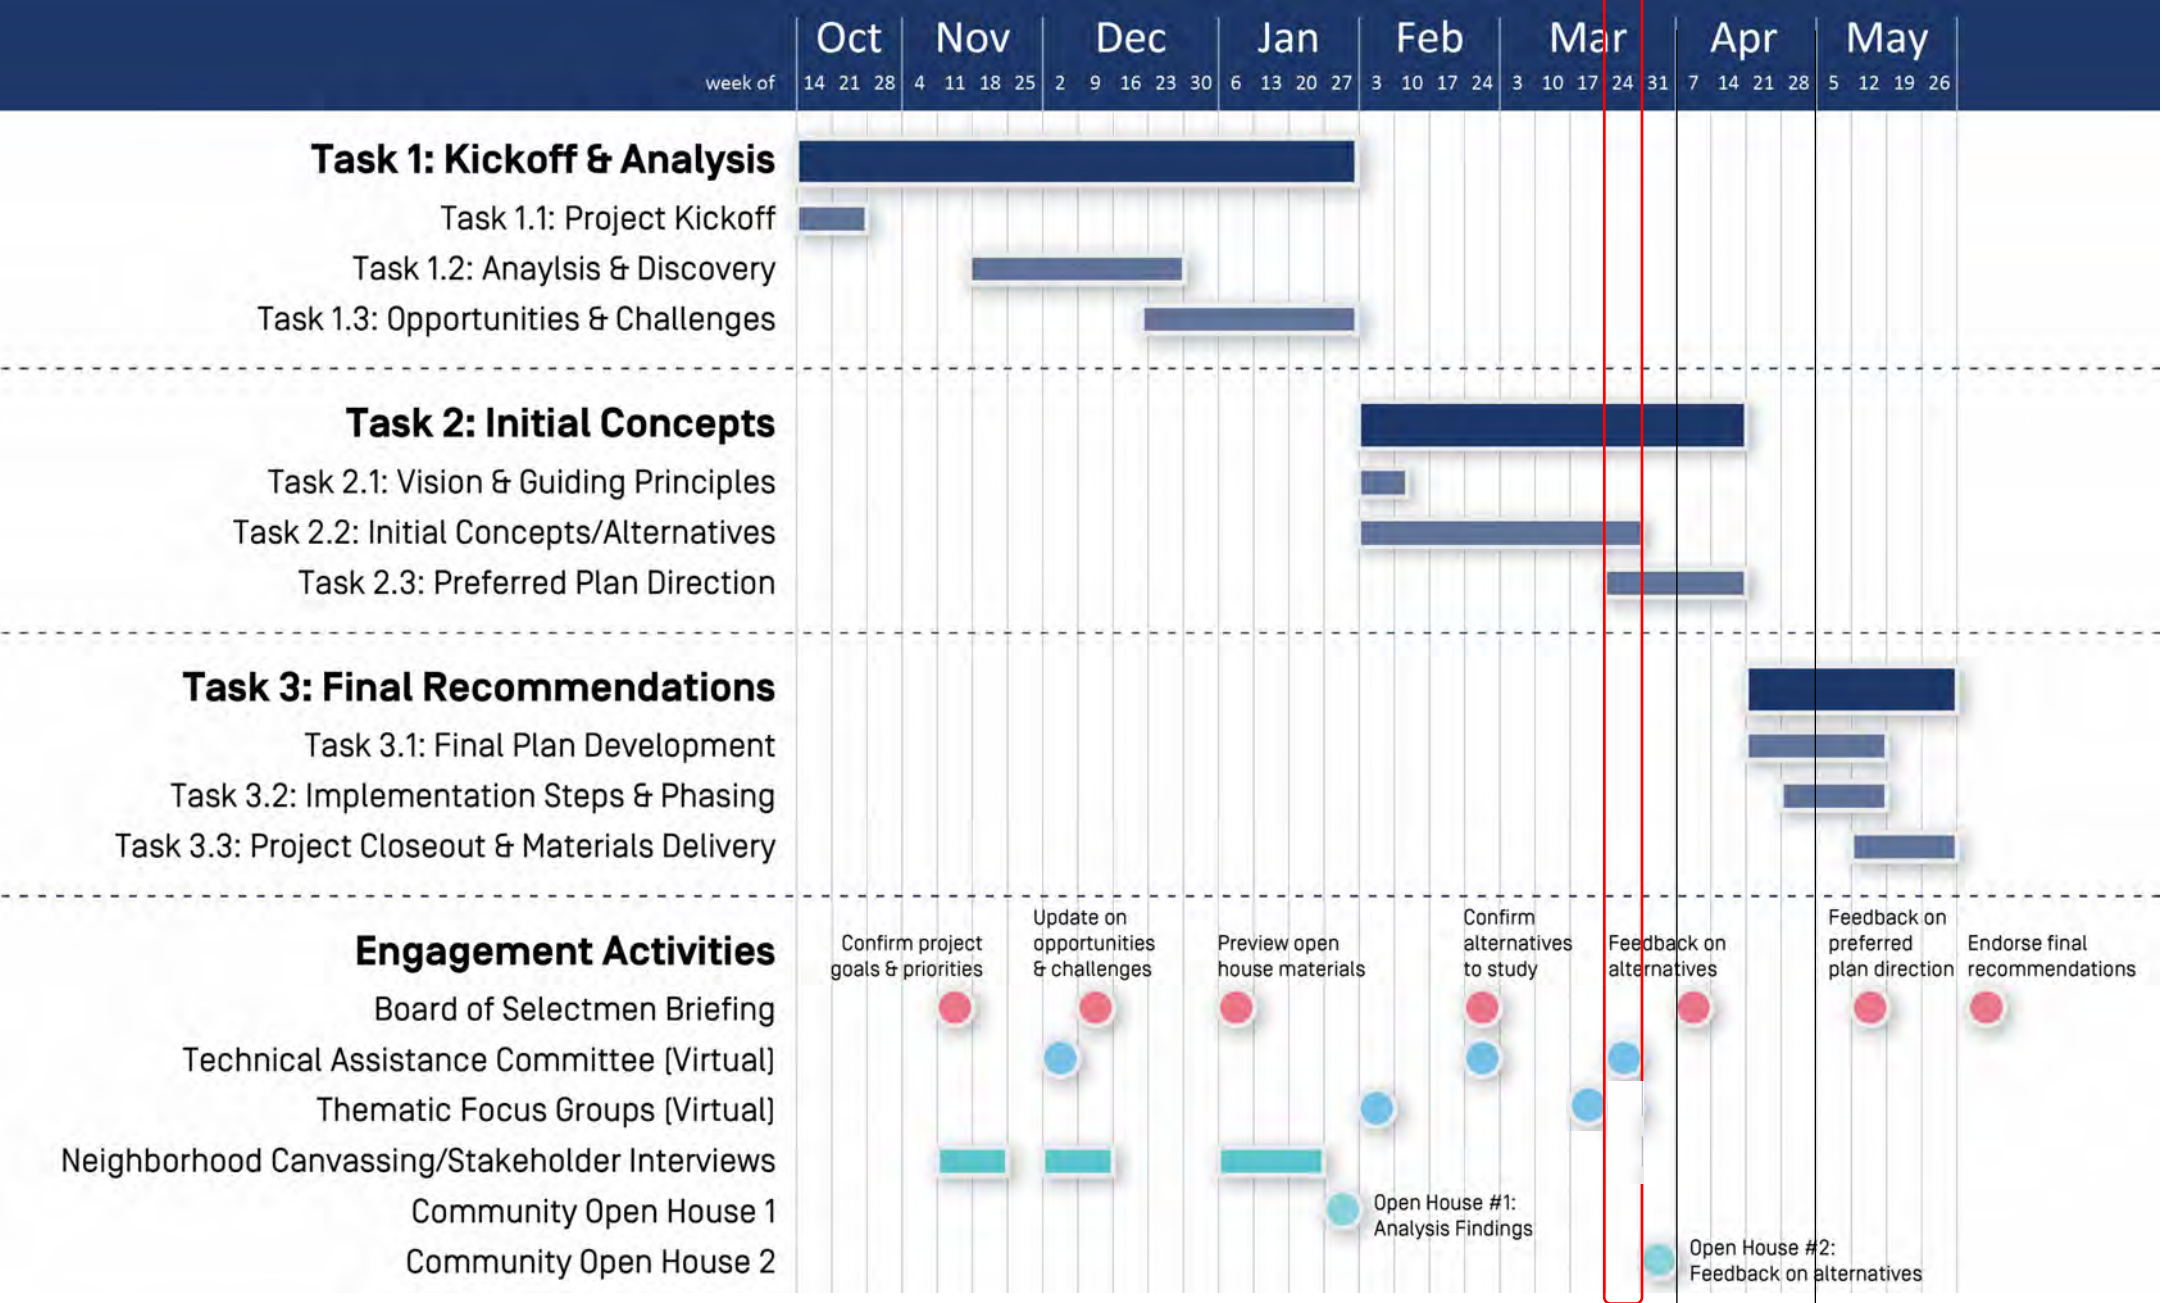 Oct Nov Dec Jan Feb Mar Apr May
week of 14 21 28 4 11 18 25 2 9 16 23 30 6 13 20 27 3 10 17 24 3 10 17 24 31 7 14 21 28 5 12 19 26
Task 1: Kickoff & Analysis
Task 1.1: Project Kickoff
Task 1.2: Anaylsis & Discovery
Task 1.3: Opportunities & Challenges
Task 2: Initial Concepts
Task 2.1: Vision & Guiding Principles
Task 2.2: Initial Concepts/Alternatives
Task 2.3: Preferred Plan Direction
Task 3: Final Recommendations
Task 3.1: Final Plan Development
Task 3.2: Implementation Steps & Phasing
Task 3.3: Project Closeout & Materials Delivery
Engagement Activities
Confirm project
goals & priorities
Update on
opportunities
& challenges
Preview open
house materials
Confirm
alternatives
to study
Feedback on
alternatives
Feedback on
preferred
plan direction
Endorse final
recommendations
Board of Selectmen Briefing
Technical Assistance Committee (Virtual)
Thematic Focus Groups (Virtual)
Neighborhood Canvassing/Stakeholder Interviews
Community Open House 1
Open House #1:
Analysis Findings
Community Open House 2
Open House #2:
Feedback on alternatives